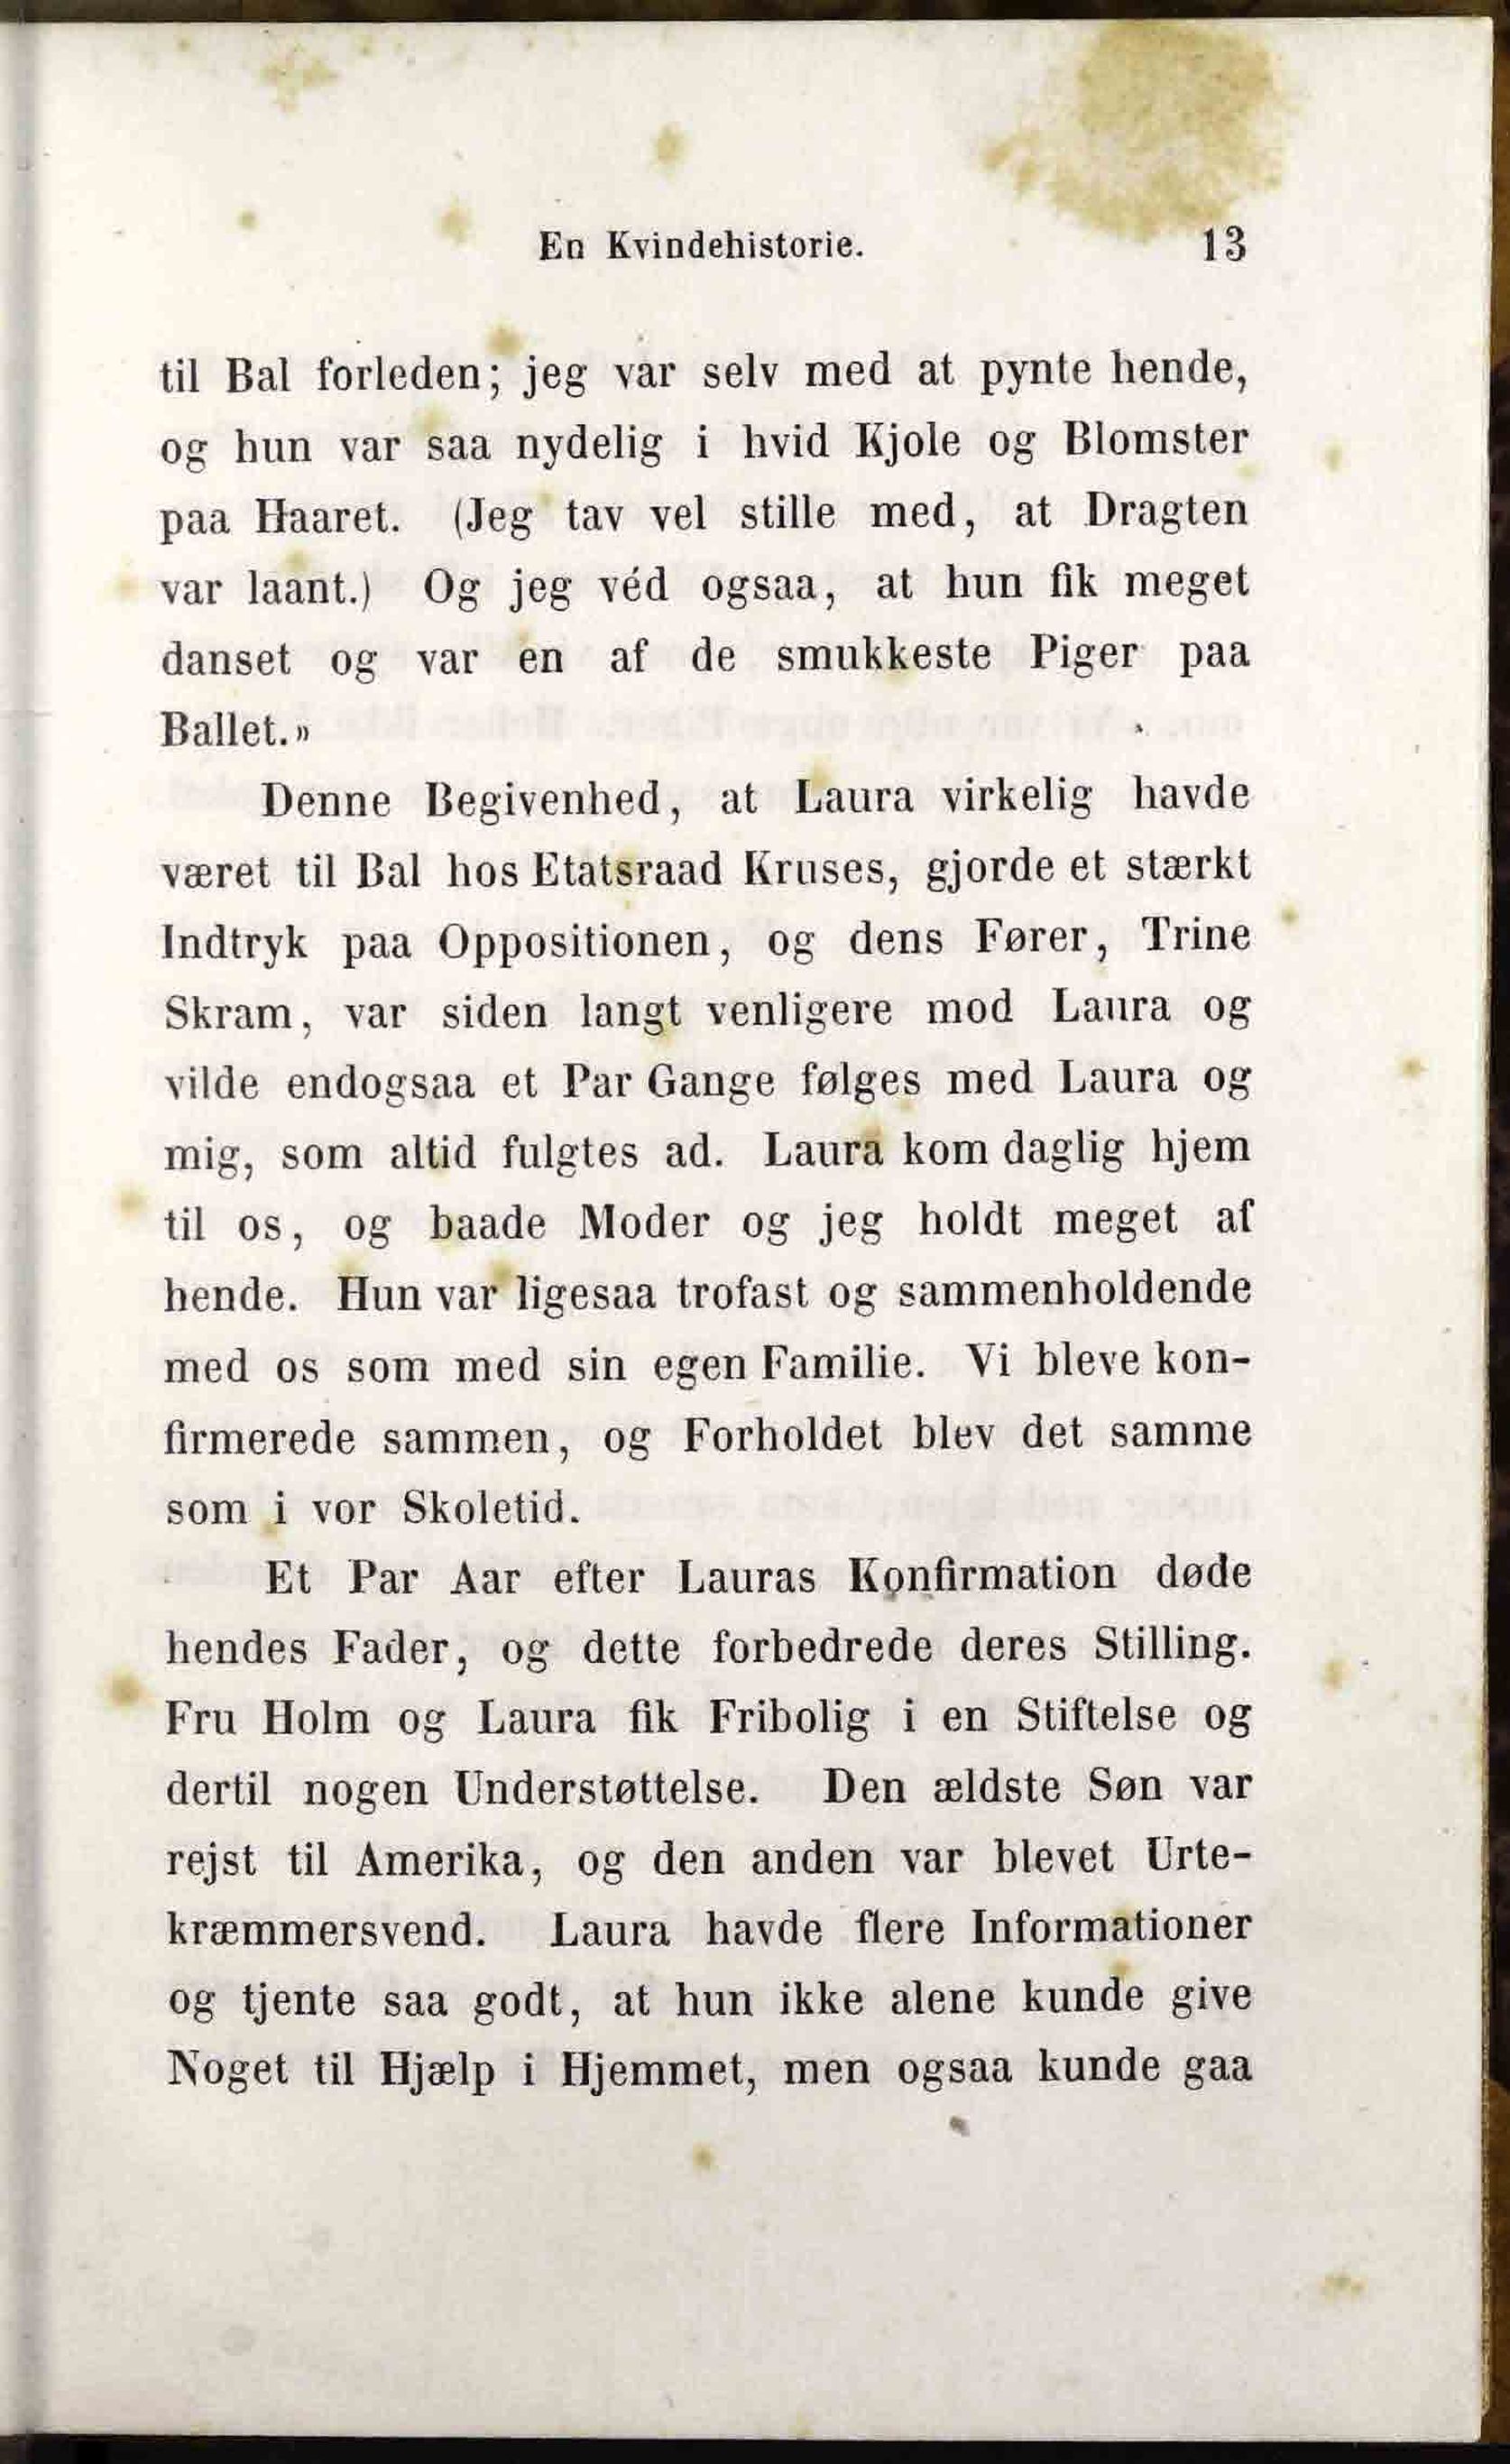 En Kvindehistorie. 13
til Bal forleden; jeg var selv med at pynte hende,
og hun var saa nydelig i hvid Kjole og Blomster
paa Haaret. (Jeg tav vel stille med, at Dragten
var laant.) Og jeg véd ogsaa, at hun fik meget
danset og var en af de smukkeste Piger paa
Ballet.»
Denne Begivenhed, at Laura virkelig havde
været til Bal hos Etatsraad Kruses, gjorde et stærkt
Indtryk paa Oppositionen, og dens Fører, Trine
Skram, var siden langt venligere mod Laura og
vilde endogsaa et Par Gange følges med Laura og
mig, som altid fulgtes ad. Laura kom daglig hjem
til os, og baade Moder og jeg holdt meget af
hende. Hun var ligesaa trofast og sammenholdende
med os som med sin egen Familie. Vi bleve kon-
firmerede sammen, og Forholdet blev det samme
som i vor Skoletid.
Et Par Aar efter Lauras Konfirmation døde
hendes Fader, og dette forbedrede deres Stilling.
Fru Holm og Laura fik Fribolig i en Stiftelse og
dertil nogen Understøttelse. Den ældste Søn var
rejst til Amerika, og den anden var blevet Urte-
kræmmersvend. Laura havde flere Informationer
og tjente saa godt, at hun ikke alene kunde give
Noget til Hjælp i Hjemmet, men ogsaa kunde gaa